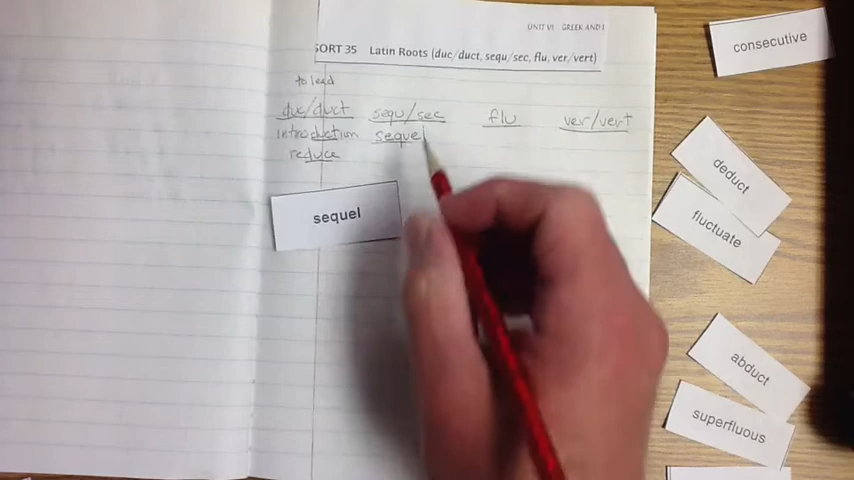 UNIT VI GREEK AND
SORT 35 Latin Roots (duc/duct, sequ/sec, flu, ver/vert)
to lead
duc/duct sequ/sec flu ver/vert
introduction sequel
reduce
sequel
consecutive
deduct
fluctuate
abduct
superfluous